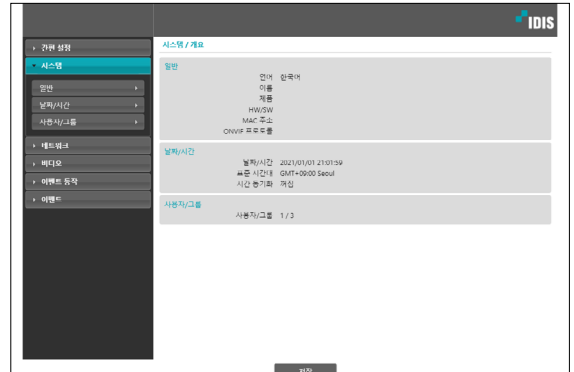 IDIS
간편 설정
시스템
일반
날짜/시간
사용자/그룹
네트워크
비디오
이벤트 동작
이벤트
시스템 / 개요
일반
언어 한국어
이름
제품
HW/SW
MAC 주소
ONVIF 프로토콜
날짜/시간
날짜/시간 2021/01/01 21:01:59
표준 시간대 GMT+09:00 Seoul
시간 동기화 꺼짐
사용자/그룹
사용자/그룹 1 / 3
저장